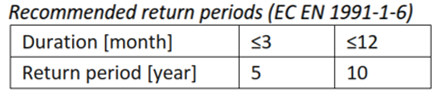 Recommended return periods (EC EN 1991-1-6)
Duration [month] ≤3 ≤12
Return period [year] 5 10